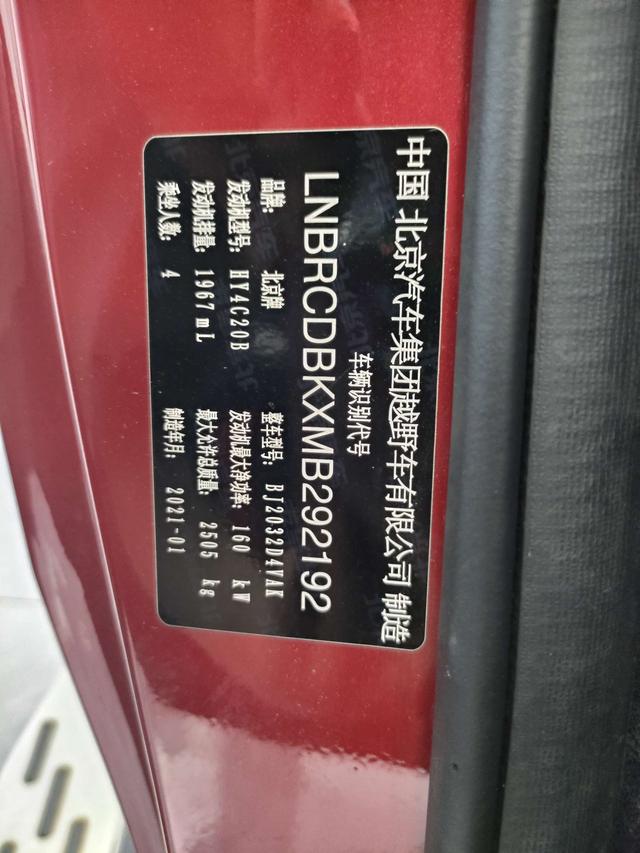 中国 北京汽车集团越野车有限公司 制造
车辆识别代号
LNBRCDBKXMB292192
品牌： 北京牌 整车型号： BJ2032D4VAK
发动机型号： HY4C20B 发动机最大净功率： 160 kW
发动机排量： 1967 mL 最大允许总质量： 2505 kg
乘坐人数： 4 制造年月： 2021-01